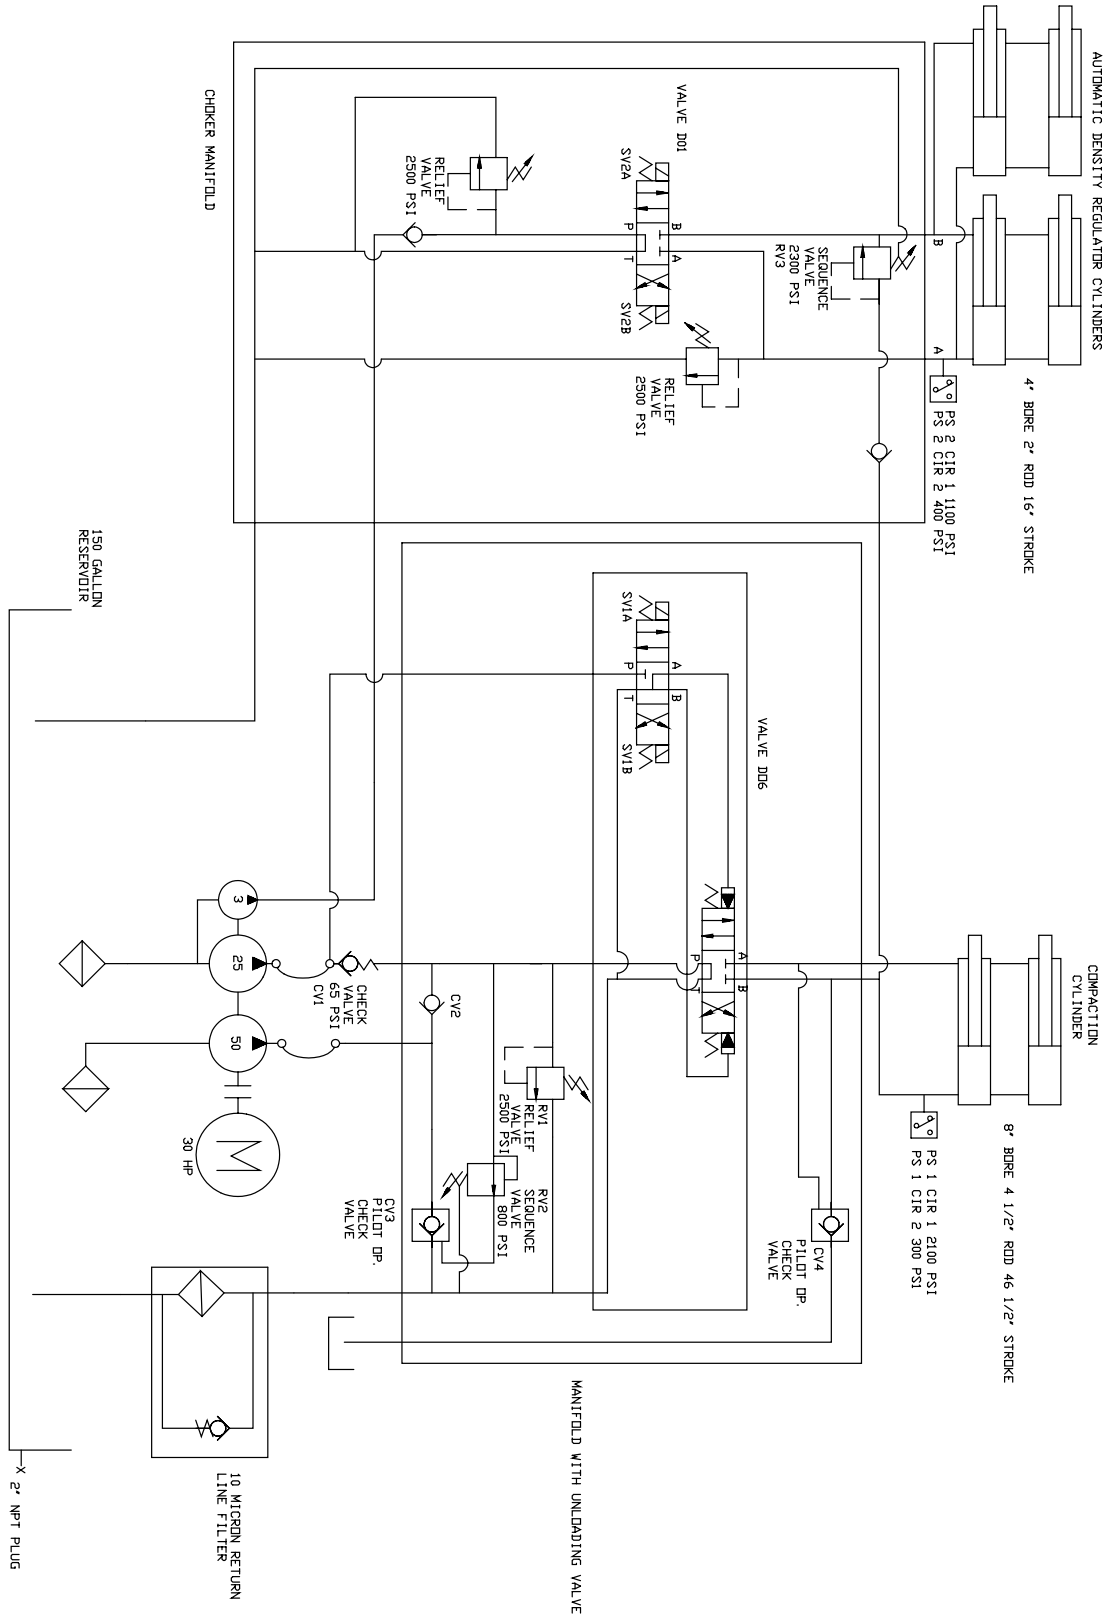 AUTOMATIC DENSITY REGULATOR CYLINDERS
4" BORE 2" ROD 16" STROKE
PS 2 CIR 1 1100 PSI
PS 2 CIR 2 400 PSI
B
A
SEQUENCE
VALVE
2300 PSI
RV3
VALVE D01
SV2A
B
A
P
T
SV2B
RELIEF
VALVE
2500 PSI
RELIEF
VALVE
2500 PSI
CHOKER MANIFOLD
COMPACTION
CYLINDER
8" BORE 4 1/2" ROD 46 1/2" STROKE
PS 1 CIR 1 2100 PSI
PS 1 CIR 2 300 PSI
VALVE D06
SV1A
A
B
P
T
SV1B
A
B
P
T
CV4
PILOT OP.
CHECK
VALVE
CV2
RV1
RELIEF
VALVE
2500 PSI
800 PSI
RV2
SEQUENCE
VALVE
CV3
PILOT OP.
CHECK
VALVE
CHECK
VALVE
65 PSI
CV1
3
25
50
M
30 HP
MANIFOLD WITH UNLOADING VALVE
10 MICRON RETURN
LINE FILTER
150 GALLON
RESERVOIR
X 2" NPT PLUG